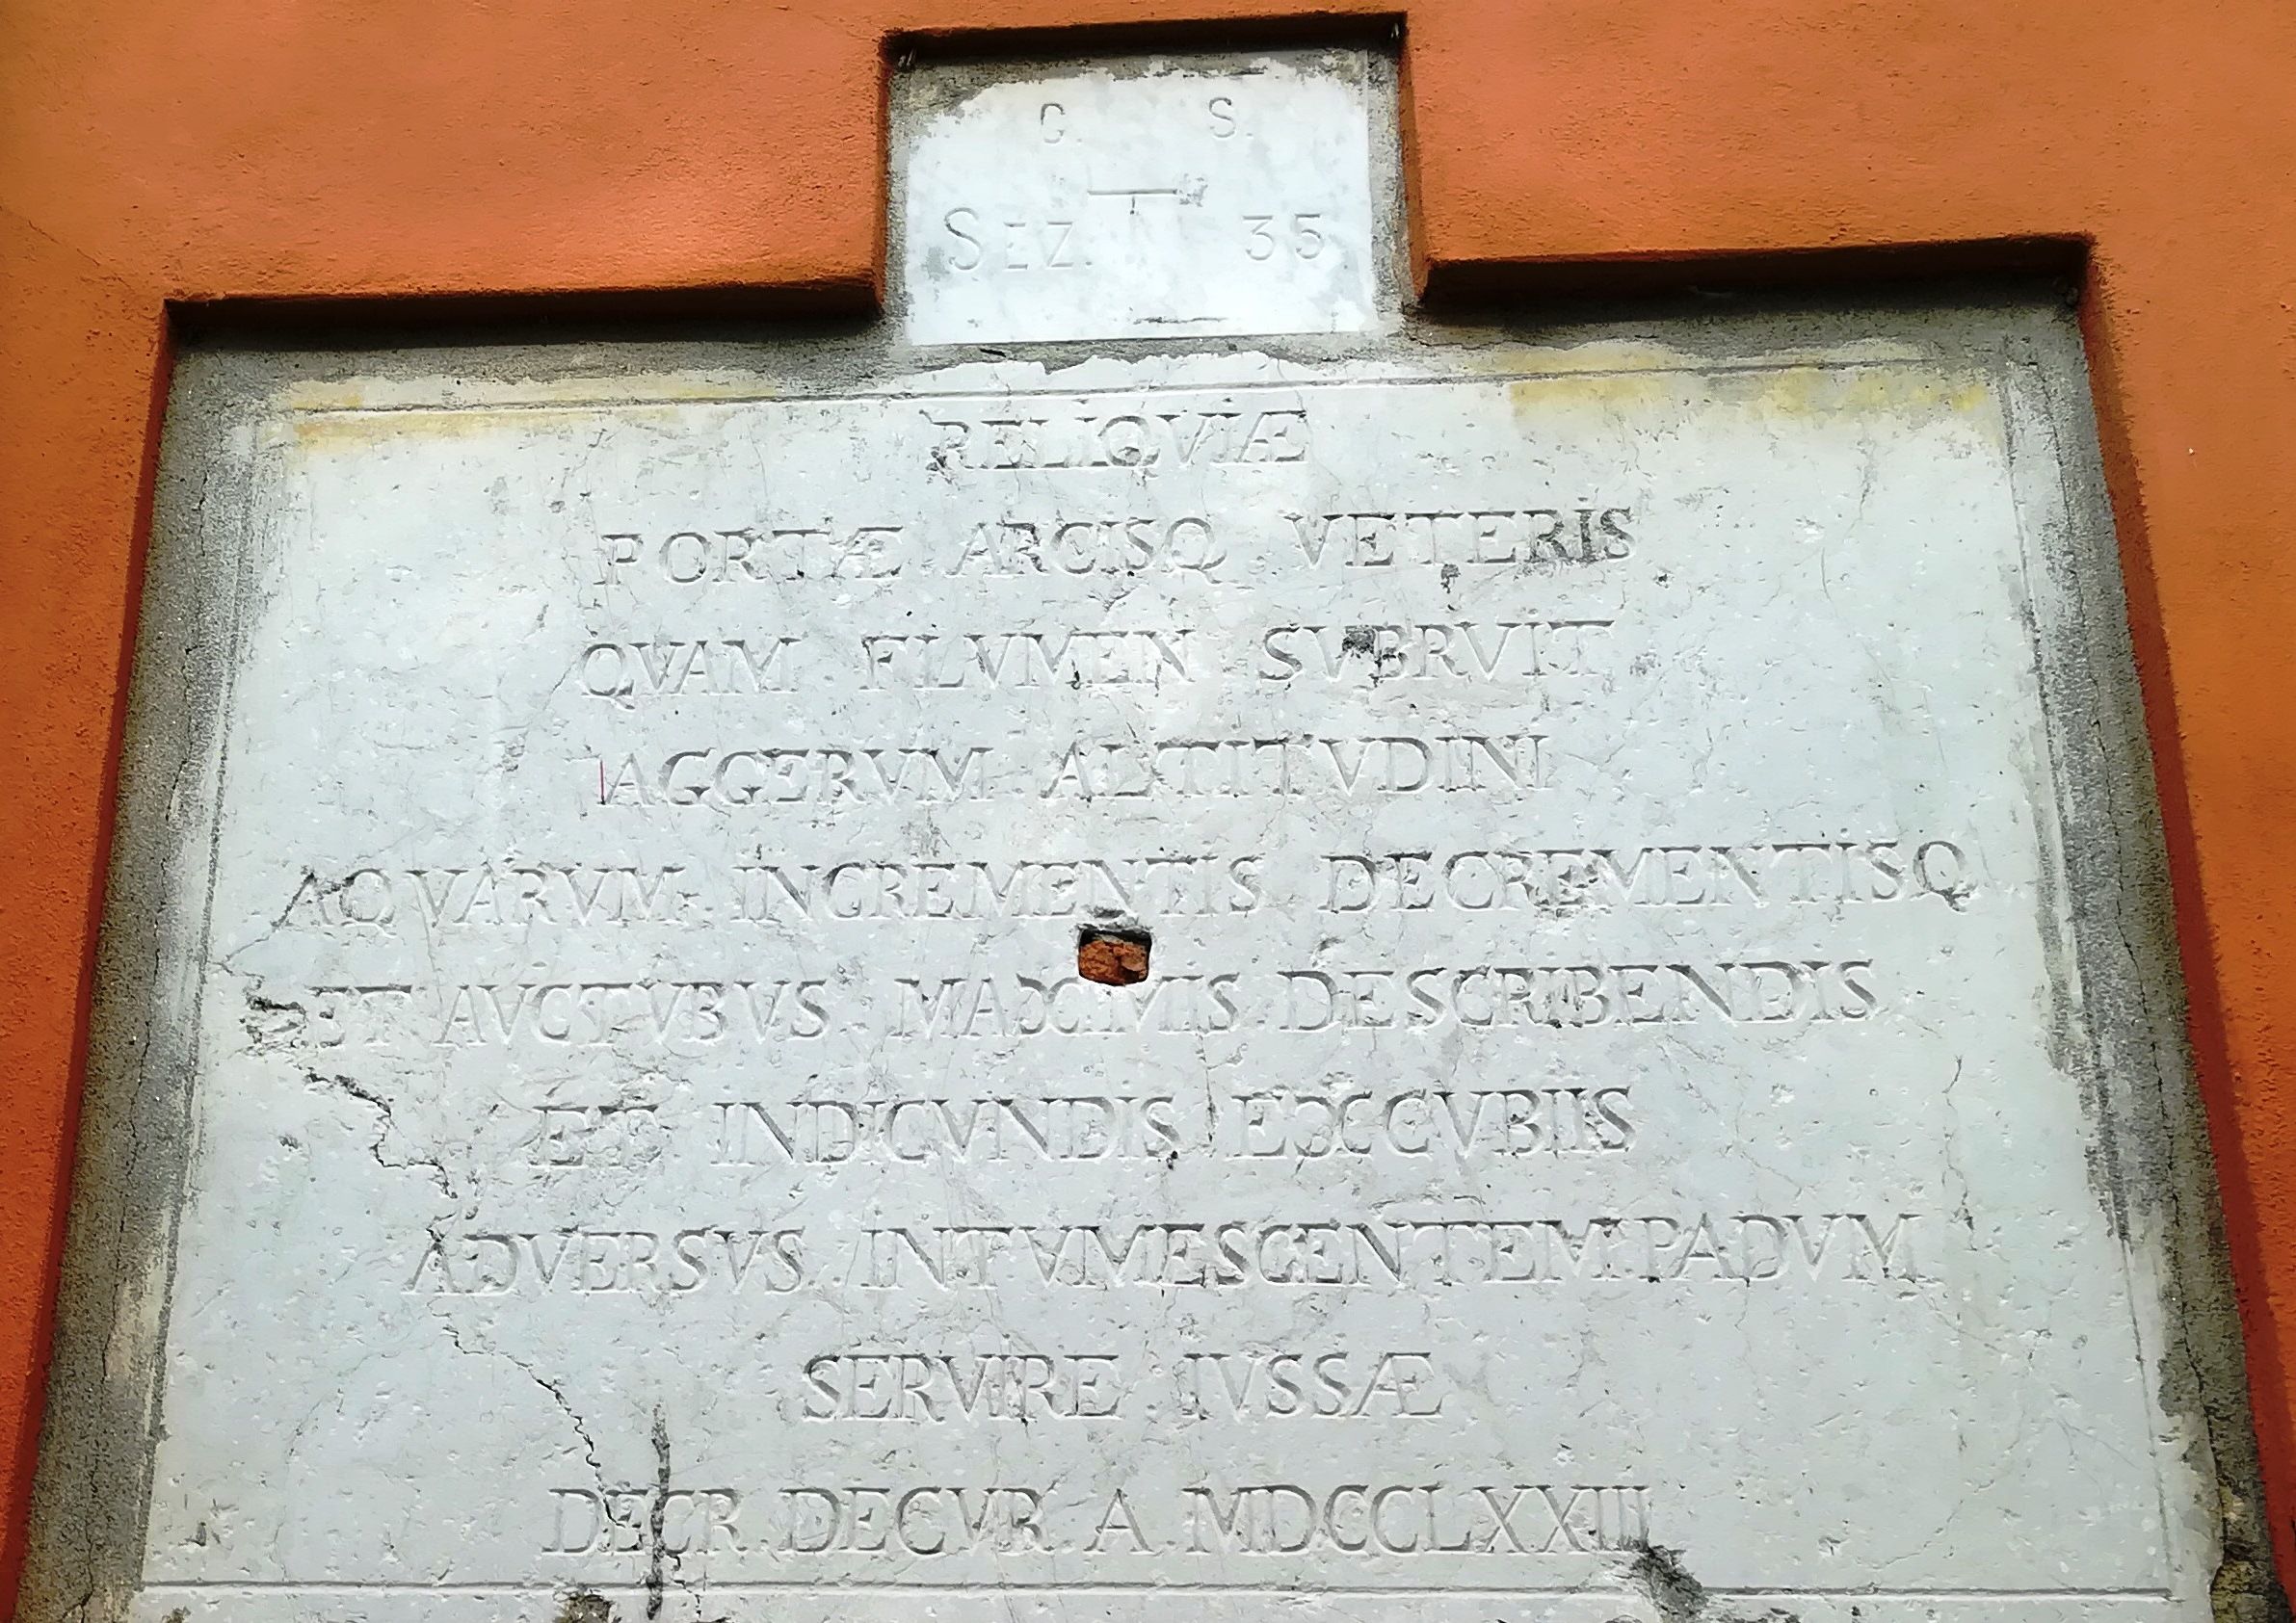 C. S.
SEZ. 35
RELIQVIÆ
PORTÆ ARCISQ VETERIS
QVAM FLVMEN SVBRVIT
AGGERVM ALTITVDINI
AQVARVM INCREMENTIS DECREMENTISQ
ET AVCTVBVS MAXIMIS DESCRIBENDIS
ET INDICVNDIS EXCVBIIS
ADVERSVS INTVMESCENTEM PADVM
SERVIRE IVSSÆ
DECR. DECVR. A. MDCCLXXIII